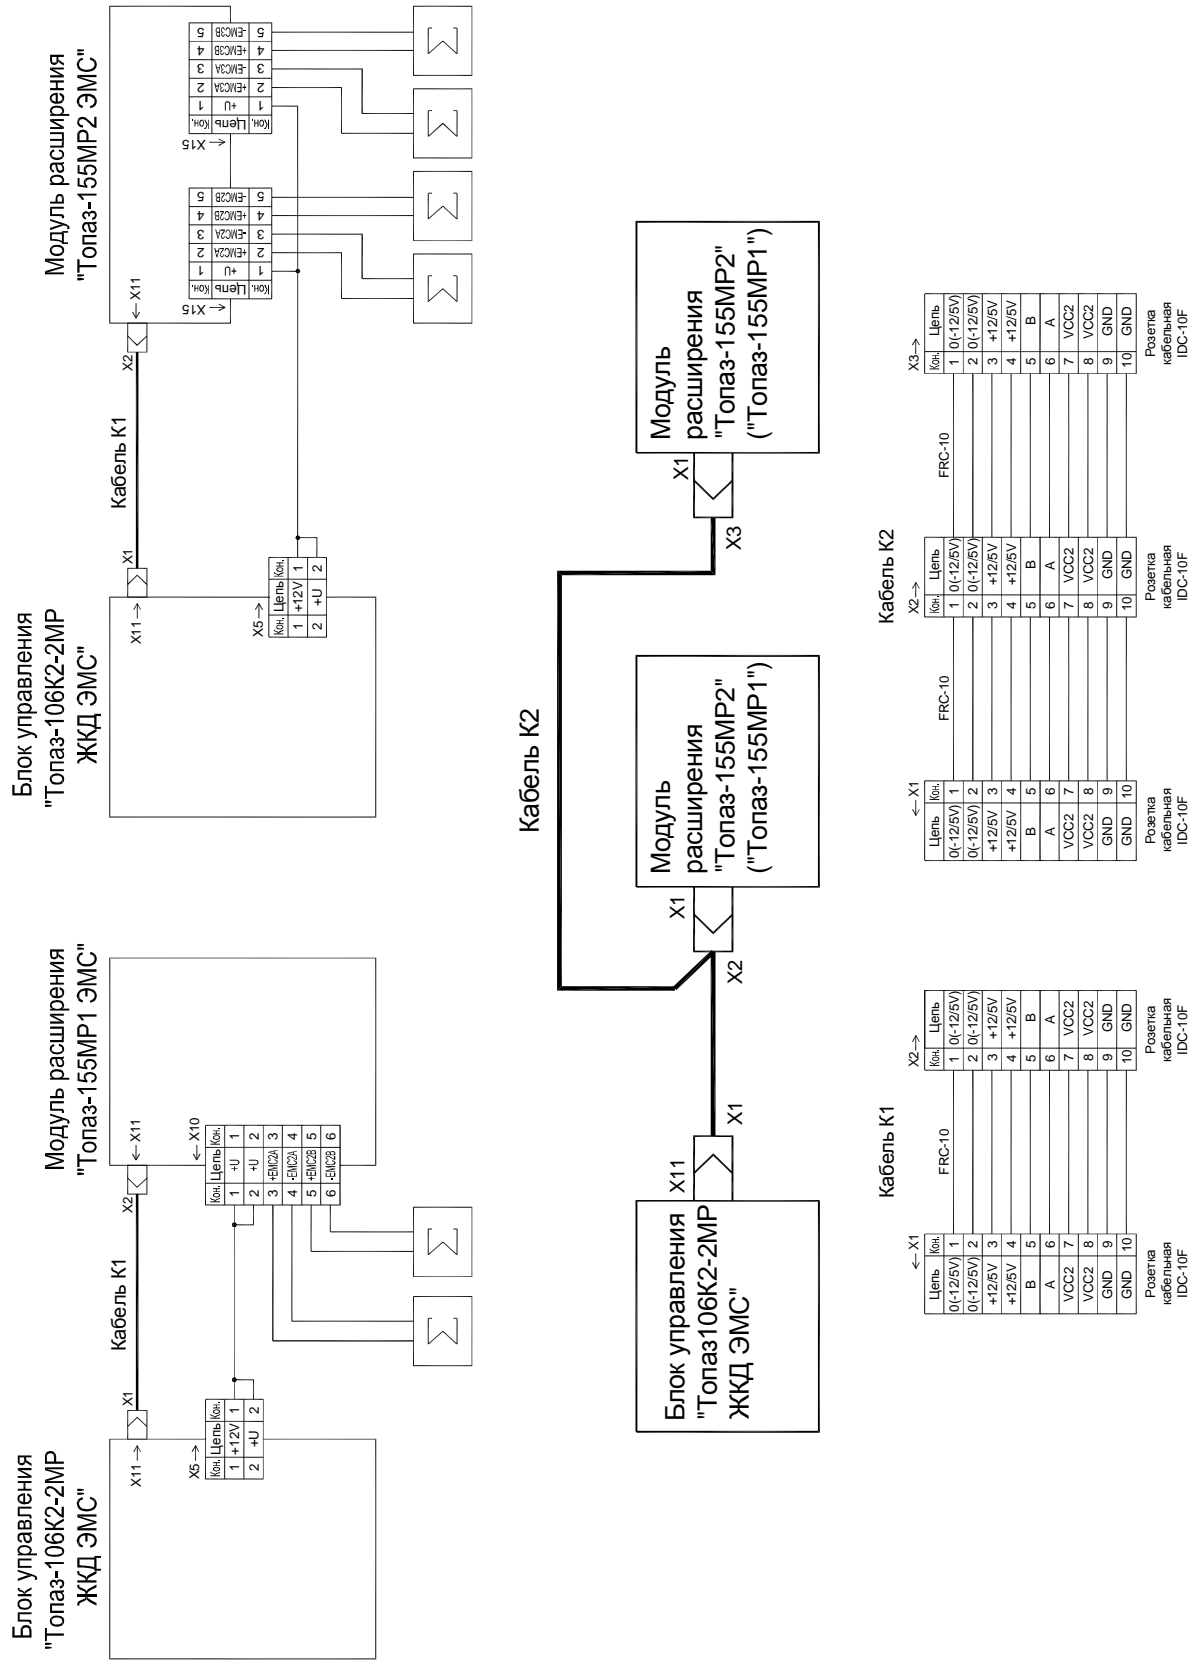 Блок управления
"Топаз-106К2-2МР
ЖКД ЭМС"
X11
X1
Кабель К1
X2
X11
Модуль расширения
"Топаз-155МР1 ЭМС"
X5
Кон. Цепь Кон.
1 +12V 1
2 +U 2
X10
Кон. Цепь Кон.
1 +U 1
2 +U 2
3 +EMC2A 3
4 -EMC2A 4
5 +EMC2B 5
6 -EMC2B 6
Блок управления
"Топаз-106К2-2МР
ЖКД ЭМС"
X11
X1
Кабель К1
X2
X11
Модуль расширения
"Топаз-155МР2 ЭМС"
X5
Кон. Цепь Кон.
1 +12V 1
2 +U 2
X15
Кон. Цепь Кон.
1 +U 1
2 +EMC2A 2
3 -EMC2A 3
4 +EMC2B 4
5 -EMC2B 5
X15
Кон. Цепь Кон.
1 +U 1
2 +EMC3A 2
3 -EMC3A 3
4 +EMC3B 4
5 -EMC3B 5
Кабель К2
Блок управления
"Топаз106К2-2МР
ЖКД ЭМС"
X11
X1
X2
X1
Модуль
расширения
"Топаз-155МР2"
("Топаз-155МР1")
X3
X1
Модуль
расширения
"Топаз-155МР2"
("Топаз-155МР1")
Кабель К1
X1
X2
FRC-10
Цепь Кон. Кон. Цепь
0(-12/5V) 1 1 0(-12/5V)
0(-12/5V) 2 2 0(-12/5V)
+12/5V 3 3 +12/5V
+12/5V 4 4 +12/5V
B 5 5 B
A 6 6 A
VCC2 7 7 VCC2
VCC2 8 8 VCC2
GND 9 9 GND
GND 10 10 GND
Розетка
кабельная
IDC-10F
Розетка
кабельная
IDC-10F
Кабель К2
X1
X2
X3
FRC-10
FRC-10
Цепь Кон. Кон. Цепь Кон. Цепь
0(-12/5V) 1 1 0(-12/5V) 1 0(-12/5V)
0(-12/5V) 2 2 0(-12/5V) 2 0(-12/5V)
+12/5V 3 3 +12/5V 3 +12/5V
+12/5V 4 4 +12/5V 4 +12/5V
B 5 5 B 5 B
A 6 6 A 6 A
VCC2 7 7 VCC2 7 VCC2
VCC2 8 8 VCC2 8 VCC2
GND 9 9 GND 9 GND
GND 10 10 GND 10 GND
Розетка
кабельная
IDC-10F
Розетка
кабельная
IDC-10F
Розетка
кабельная
IDC-10F